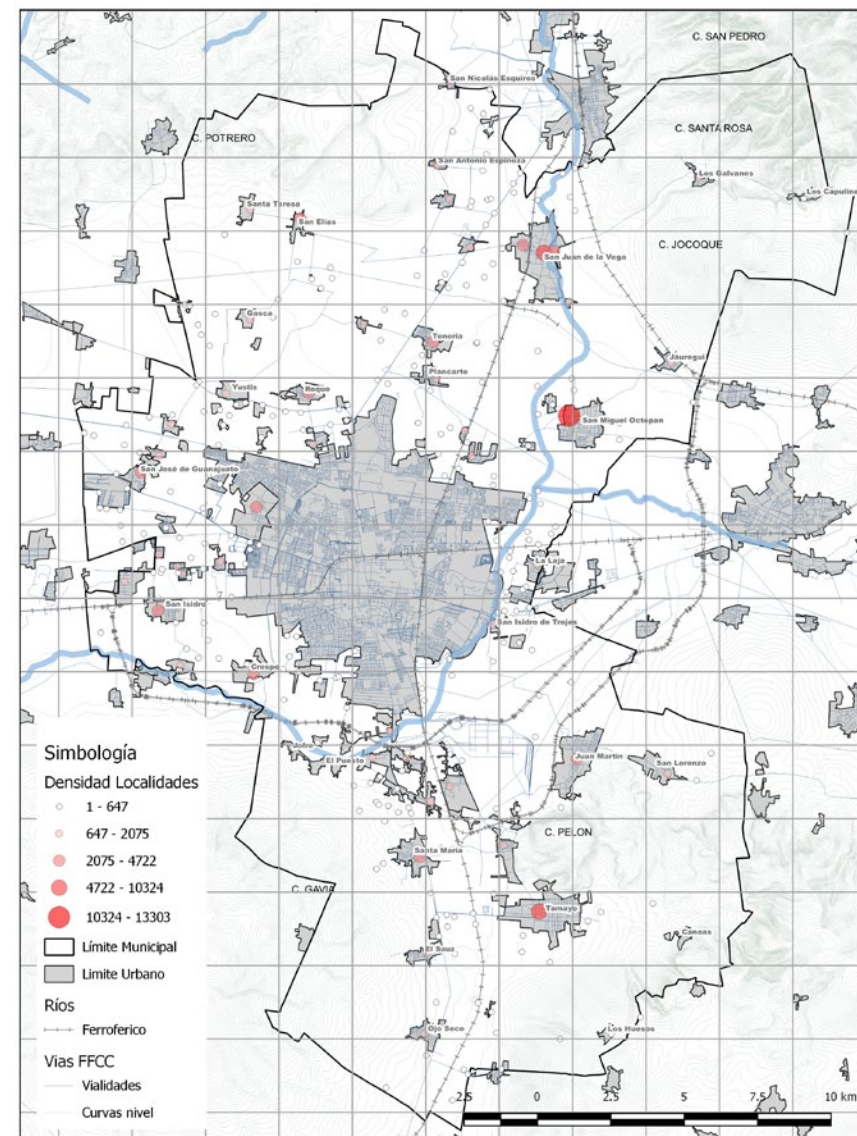 C. SAN PEDRO
San Nicolás Esquiros
C. SANTA ROSA
C. POTRERO
San Antonio Espinoza
Los Galvanes
Los Capuline
Santa Teresa
San Elias
C. JOCOQUE
San Juan de la Vega
Gasca
Tenoria
Jauregui
Plancarte
Yustis
Roque
San Miguel Octopan
San José de Guanajuato
La Laja
San Isidro
San Isidro de Trojes
Crespo
Jofre
El Puesto
Juan Martín
San Lorenzo
C. PELON
Santa Maria
C. GAVIA
Tamayo
Canoas
El Sauz
Ojo Seco
Los Huesos
Simbología
Densidad Localidades
1 - 647
647 - 2075
2075 - 4722
4722 - 10324
10324 - 13303
Límite Municipal
Limite Urbano
Ríos
Ferroferico
Vias FFCC
Vialidades
Curvas nivel
2.5 0 2.5 5 7.5 10 km